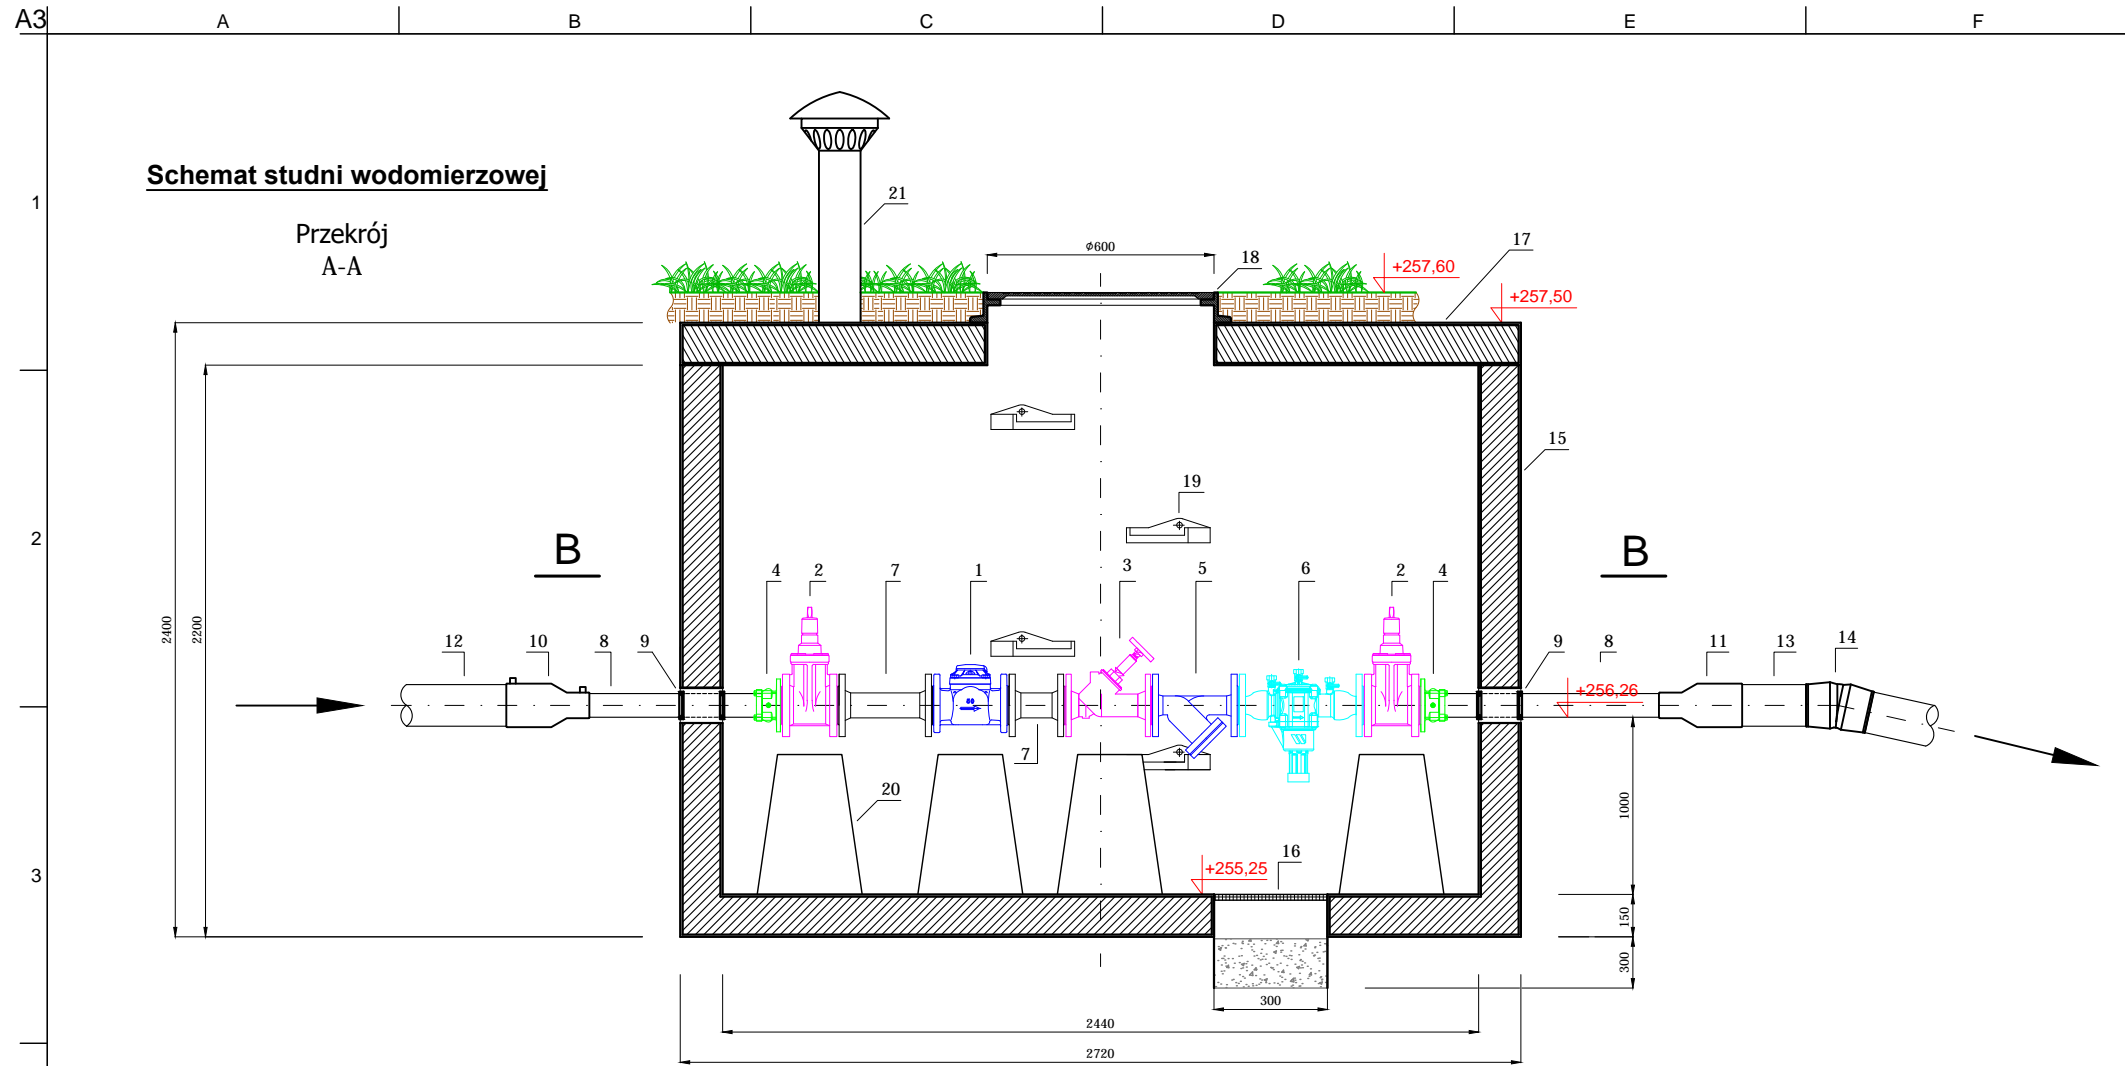 A3
A B C D E F
1
2
3
Schemat studni wodomierzowej
Przekrój
A-A
21
ϕ600
18
17
+257,60
+257,50
15
19
B B
4 2 7 1 3 5 6 2 4
12 10 8 9 9 8 11 13 14
+256,26
7
20
16
+255,25
2400
2200
1000
150
300
300
2440
2720